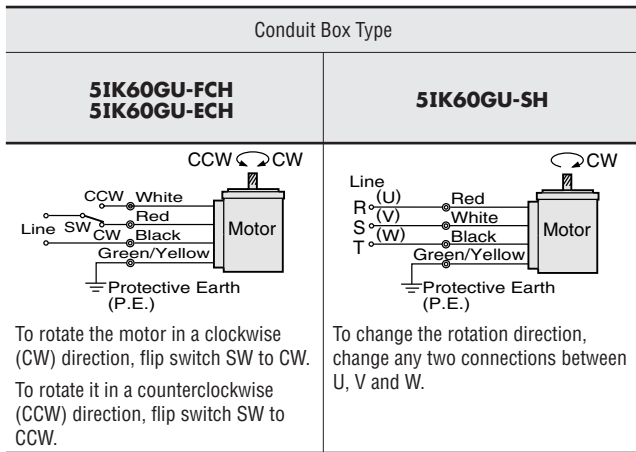 Conduit Box Type
5IK60GU-FCH
5IK60GU-ECH
5IK60GU-SH
CCW CW
CCW White
Red
Line SW
CW Black
Green/Yellow
Motor
Protective Earth
(P.E.)
To rotate the motor in a clockwise
(CW) direction, flip switch SW to CW.
To rotate it in a counterclockwise
(CCW) direction, flip switch SW to
CCW.
CW
Line
R (U) Red
S (V) White
T (W) Black
Green/Yellow
Motor
Protective Earth
(P.E.)
To change the rotation direction,
change any two connections between
U, V and W.